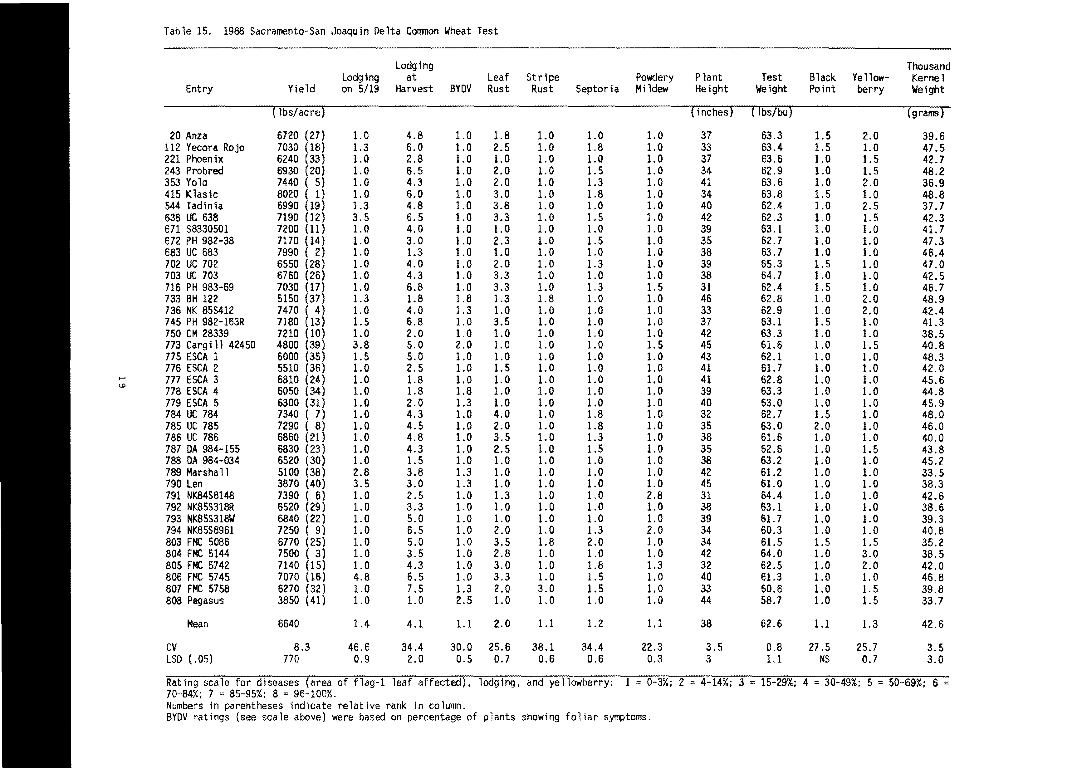 Table 15. 1988 Sacramento-San Joaquin Delta Common Wheat Test
Lodging Thousand
Lodging at Leaf Stripe Powdery Plant Test Black Yellow- Kernel
Entry Yield on 5/19 Harvest BYDV Rust Rust Septoria Mildew Height Weight Point berry Weight
(lbs/acre) (inches) (lbs/bu) (grams)
20 Anza 6720 (27) 1.0 4.8 1.0 1.8 1.0 1.0 1.0 37 63.3 1.5 2.0 39.6
112 Yecora Rojo 7030 (18) 1.3 6.0 1.0 2.5 1.0 1.8 1.0 33 63.4 1.5 1.0 47.5
221 Phoenix 6240 (33) 1.0 2.8 1.0 1.0 1.0 1.0 1.0 37 63.6 1.0 1.5 42.7
243 Probred 6930 (20) 1.0 6.5 1.0 2.0 1.0 1.5 1.0 34 62.9 1.0 1.5 48.2
353 Yolo 7440 ( 5) 1.0 4.3 1.0 2.0 1.0 1.3 1.0 41 63.6 1.0 2.0 36.9
415 Klasic 8020 ( 1) 1.0 6.0 1.0 3.0 1.0 1.8 1.0 34 63.8 1.5 1.0 48.8
544 Tadinia 6990 (19) 1.3 4.8 1.0 3.8 1.0 1.0 1.0 40 62.4 1.0 2.5 37.7
638 UC 638 7190 (12) 3.5 6.5 1.0 3.3 1.0 1.5 1.0 42 62.3 1.0 1.5 42.3
671 S8330501 7200 (11) 1.0 4.0 1.0 1.0 1.0 1.0 1.0 39 63.1 1.0 1.0 41.7
672 PH 982-38 7170 (14) 1.0 3.0 1.0 2.3 1.0 1.5 1.0 35 62.7 1.0 1.0 47.3
683 UC 683 7990 ( 2) 1.0 1.3 1.0 1.0 1.0 1.0 1.0 38 63.7 1.0 1.0 46.4
702 UC 702 6550 (28) 1.0 4.0 1.0 2.0 1.0 1.3 1.0 39 65.3 1.5 1.0 47.0
703 UC 703 6760 (26) 1.0 4.3 1.0 3.3 1.0 1.0 1.0 38 64.7 1.0 1.0 42.5
716 PH 983-69 7030 (17) 1.0 6.8 1.0 3.3 1.0 1.3 1.5 31 62.4 1.5 1.0 46.7
733 BH 122 5150 (37) 1.3 1.8 1.8 1.3 1.8 1.0 1.0 46 62.8 1.0 2.0 48.9
736 NK 85S412 7470 ( 4) 1.0 4.0 1.3 1.0 1.0 1.0 1.0 33 62.9 1.0 2.0 42.4
745 PH 982-163R 7180 (13) 1.5 6.8 1.0 3.5 1.0 1.0 1.0 37 63.1 1.5 1.0 41.3
750 CM 28339 7210 (10) 1.0 2.0 1.0 1.0 1.0 1.0 1.0 42 63.3 1.0 1.0 38.5
773 Cargill 42450 4800 (39) 3.8 5.0 2.0 1.0 1.0 1.0 1.5 45 61.6 1.0 1.5 40.8
775 ESCA 1 6000 (35) 1.5 5.0 1.0 1.0 1.0 1.0 1.0 43 62.1 1.0 1.0 48.3
776 ESCA 2 5510 (36) 1.0 2.5 1.0 1.5 1.0 1.0 1.0 41 61.7 1.0 1.0 42.0
777 ESCA 3 6810 (24) 1.0 1.8 1.0 1.0 1.0 1.0 1.0 41 62.8 1.0 1.0 45.6
778 ESCA 4 6050 (34) 1.0 1.8 1.8 1.0 1.0 1.0 1.0 39 63.3 1.0 1.0 44.8
779 ESCA 5 6300 (31) 1.0 2.0 1.3 1.0 1.0 1.0 1.0 40 63.0 1.0 1.0 45.9
784 UC 784 7340 ( 7) 1.0 4.3 1.0 4.0 1.0 1.8 1.0 32 62.7 1.5 1.0 48.0
785 UC 785 7290 ( 8) 1.0 4.5 1.0 2.0 1.0 1.8 1.0 35 63.0 2.0 1.0 46.0
786 UC 786 6860 (21) 1.0 4.8 1.0 3.5 1.0 1.3 1.0 38 61.6 1.0 1.0 40.0
787 DA 984-155 6830 (23) 1.0 4.3 1.0 2.5 1.0 1.5 1.0 35 62.6 1.0 1.5 43.8
788 DA 984-034 6520 (30) 1.0 1.5 1.0 1.0 1.0 1.0 1.0 38 63.2 1.0 1.0 45.2
789 Marshall 5100 (38) 2.8 3.8 1.3 1.0 1.0 1.0 1.0 42 61.2 1.0 1.0 33.5
790 Len 3870 (40) 3.5 3.0 1.3 1.0 1.0 1.0 1.0 45 61.0 1.0 1.0 38.3
791 NK84S8148 7390 ( 6) 1.0 2.5 1.0 1.3 1.0 1.0 2.8 31 64.4 1.0 1.0 42.6
792 NK85S318R 6520 (29) 1.0 3.3 1.0 1.0 1.0 1.0 1.0 38 63.1 1.0 1.0 38.6
793 NK85S318W 6840 (22) 1.0 5.0 1.0 1.0 1.0 1.0 1.0 39 61.7 1.0 1.0 39.3
794 NK85S8961 7250 ( 9) 1.0 6.5 1.0 2.0 1.0 1.3 2.0 34 60.3 1.0 1.0 40.8
803 FMC 5086 6770 (25) 1.0 5.0 1.0 3.5 1.8 2.0 1.0 34 61.5 1.5 1.5 35.2
804 FMC 5144 7500 ( 3) 1.0 3.5 1.0 2.8 1.0 1.0 1.0 42 64.0 1.0 3.0 38.5
805 FMC 5742 7140 (15) 1.0 4.3 1.0 3.0 1.0 1.8 1.3 32 62.5 1.0 2.0 42.0
806 FMC 5745 7070 (16) 4.8 6.5 1.0 3.3 1.0 1.5 1.0 40 61.3 1.0 1.0 46.8
807 FMC 5758 6270 (32) 1.0 7.5 1.3 2.0 3.0 1.5 1.0 33 60.6 1.0 1.5 39.8
808 Pegasus 3850 (41) 1.0 1.0 2.5 1.0 1.0 1.0 1.0 44 58.7 1.0 1.5 33.7
Mean 6640 1.4 4.1 1.1 2.0 1.1 1.2 1.1 38 62.6 1.1 1.3 42.6
CV 8.3 46.6 34.4 30.0 25.6 38.1 34.4 22.3 3.5 0.8 27.5 25.7 3.5
LSD (.05) 770 0.9 2.0 0.5 0.7 0.6 0.6 0.3 3 1.1 NS 0.7 3.0
Rating scale for diseases (area of flag-1 leaf affected), lodging, and yellowberry: 1 = 0-3%; 2 = 4-14%; 3 = 15-29%; 4 = 30-49%; 5 = 50-69%; 6 =
70-84%; 7 = 85-95%; 8 = 96-100%.
Numbers in parentheses indicate relative rank in column.
BYDV ratings (see scale above) were based on percentage of plants showing foliar symptoms.
19